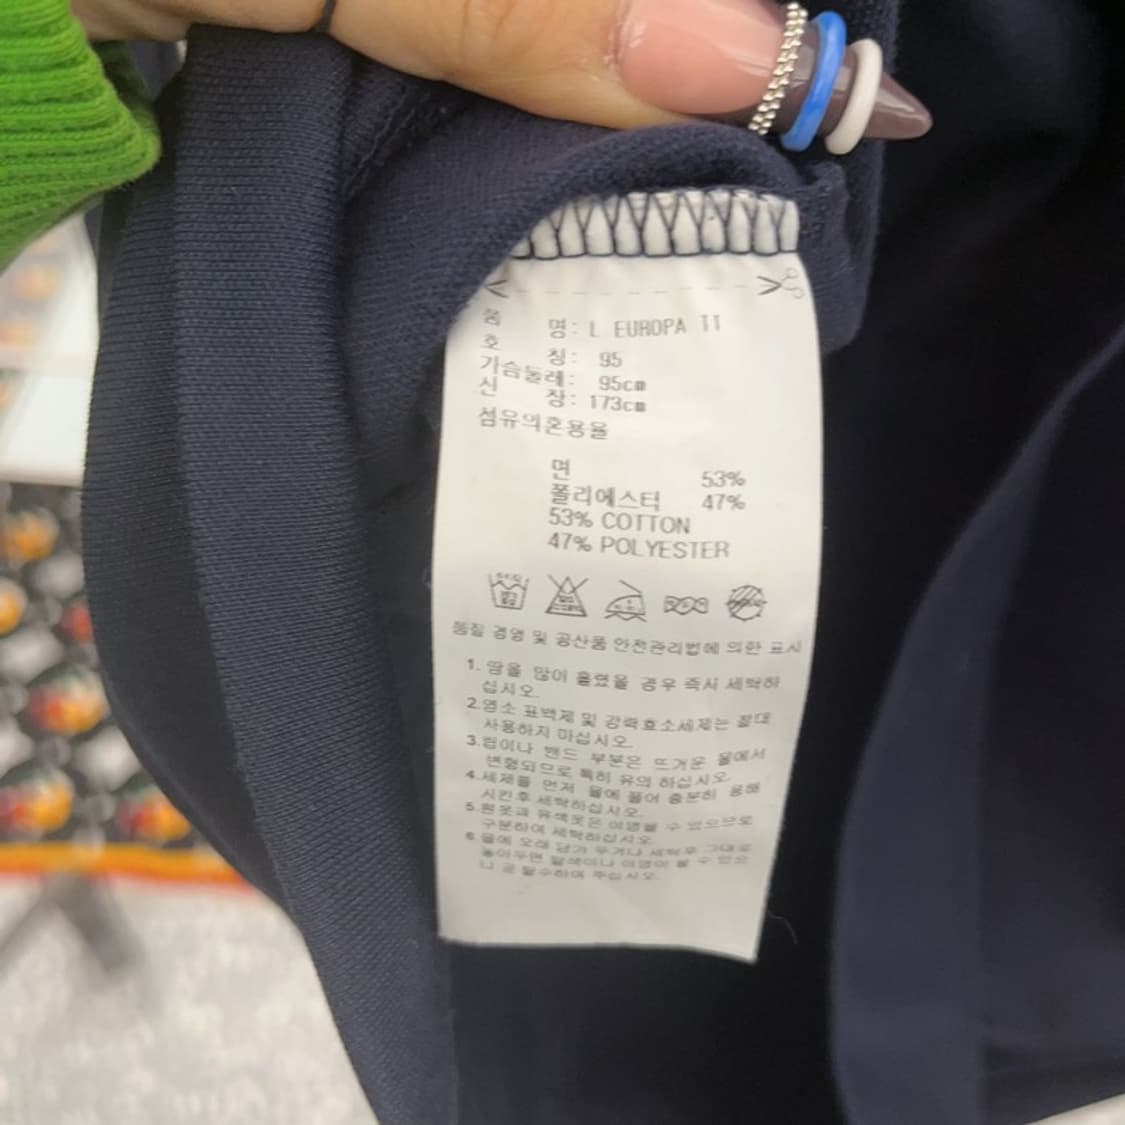 품 명: L EUROPA TT
호 칭: 95
가슴둘레: 95cm
신 장: 173cm
섬유의혼용율
면 53%
폴리에스터 47%
53% COTTON
47% POLYESTER
품질 경영 및 공산품 안전관리법에 의한 표시
1. 땀을 많이 흘렸을 경우 즉시 세탁하
십시오.
2.염소 표백제 및 강력효소세제는 절대
사용하지 마십시오.
3.립이나 밴드 부분은 뜨거운 물에서
변형되므로 특히 유의 하십시오.
4.세제를 먼저 물에 풀어 충분히 용해
시킨후 세탁하십시오.
5.흰옷과 유색옷은 이염될 수 있으므로
구분하여 세탁하십시오.
6.물에 오래 담가 두거나 세탁후 그대로
놓아두면 탈색이나 이염이 될 수 있으
니 곧 탈수하여 주십시오.